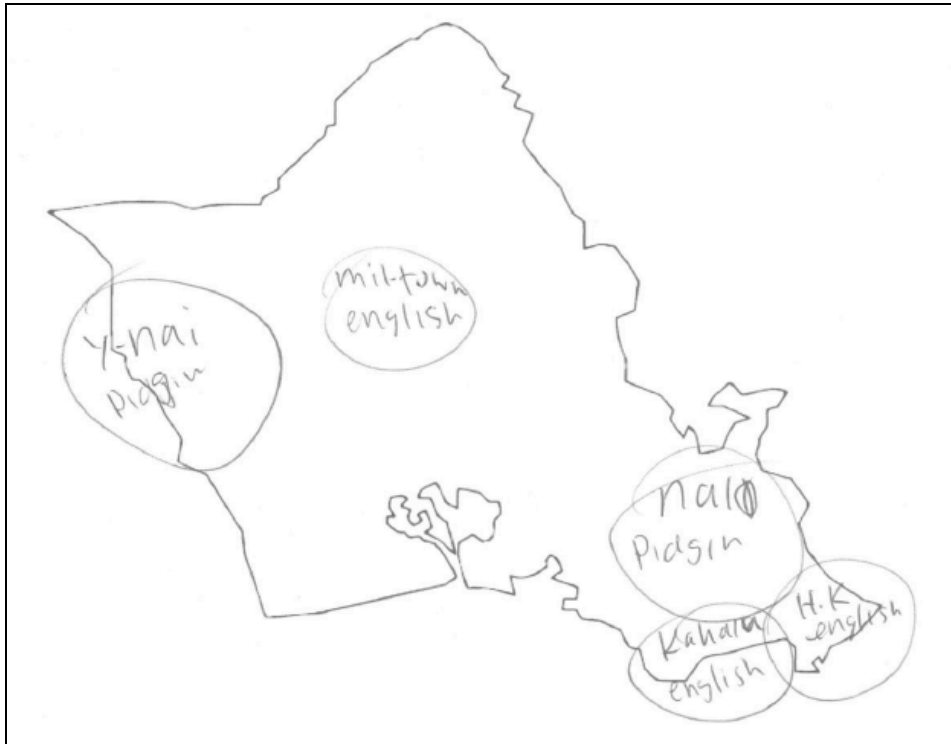 mil-town
english
Y-nai
pidgin
nalo
pidgin
Kahala
english
H.K
english